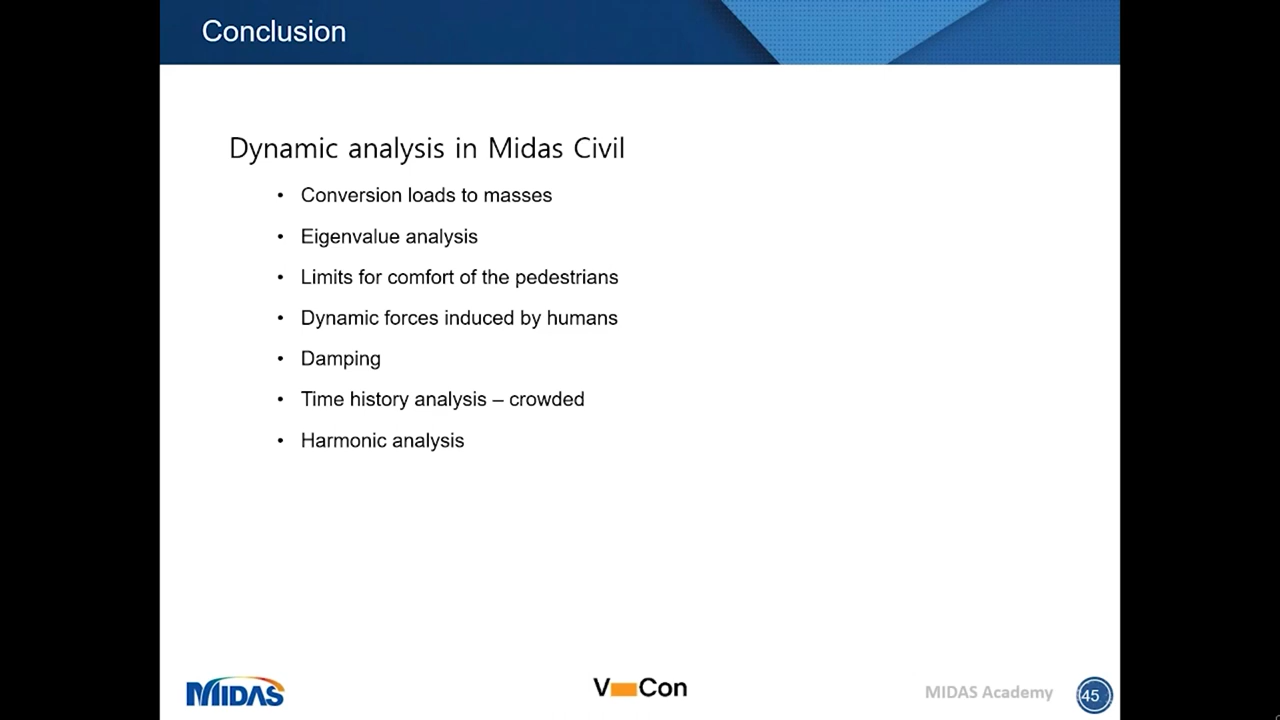 Conclusion
Dynamic analysis in Midas Civil
• Conversion loads to masses
• Eigenvalue analysis
• Limits for comfort of the pedestrians
• Dynamic forces induced by humans
• Damping
• Time history analysis – crowded
• Harmonic analysis
MIDAS
V Con
MIDAS Academy
45